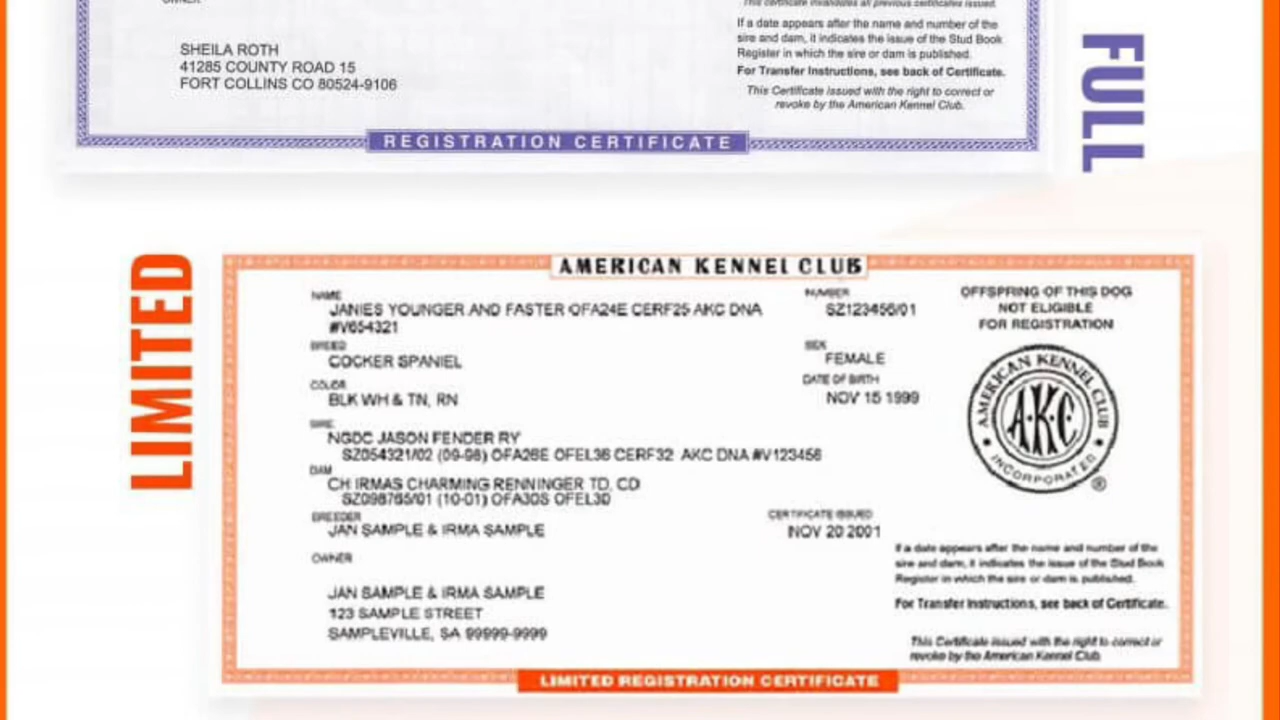 OWNER
This certificate invalidates all previous certificates issued.
If a date appears after the name and number of the
sire and dam, it indicates the issue of the Stud Book
Register in which the sire or dam is published.
For Transfer Instructions, see back of Certificate.
This Certificate issued with the right to correct or
revoke by the American Kennel Club.
SHEILA ROTH
41285 COUNTY ROAD 15
FORT COLLINS CO 80524-9106
REGISTRATION CERTIFICATE
FULL
LIMITED
AMERICAN KENNEL CLUB
NAME
JANIES YOUNGER AND FASTER OFA24E CERF25 AKC DNA
#V654321
NUMBER
SZ123456/01
BREED
COCKER SPANIEL
SEX
FEMALE
COLOR
BLK WH & TN, RN
DATE OF BIRTH
NOV 15 1999
SIRE
NGDC JASON FENDER RY
SZ054321/02 (09-98) OFA26E OFEL36 CERF32 AKC DNA #V123456
DAM
CH IRMAS CHARMING RENNINGER TD, CD
SZ098765/01 (10-01) OFA30S OFEL30
BREEDER
JAN SAMPLE & IRMA SAMPLE
CERTIFICATE ISSUED
NOV 20 2001
OWNER
JAN SAMPLE & IRMA SAMPLE
123 SAMPLE STREET
SAMPLEVILLE, SA 99999-9999
OFFSPRING OF THIS DOG
NOT ELIGIBLE
FOR REGISTRATION
AMERICAN KENNEL CLUB
AKC
INCORPORATED
®
If a date appears after the name and number of the
sire and dam, it indicates the issue of the Stud Book
Register in which the sire or dam is published.
For Transfer Instructions, see back of Certificate.
This Certificate issued with the right to correct or
revoke by the American Kennel Club.
LIMITED REGISTRATION CERTIFICATE